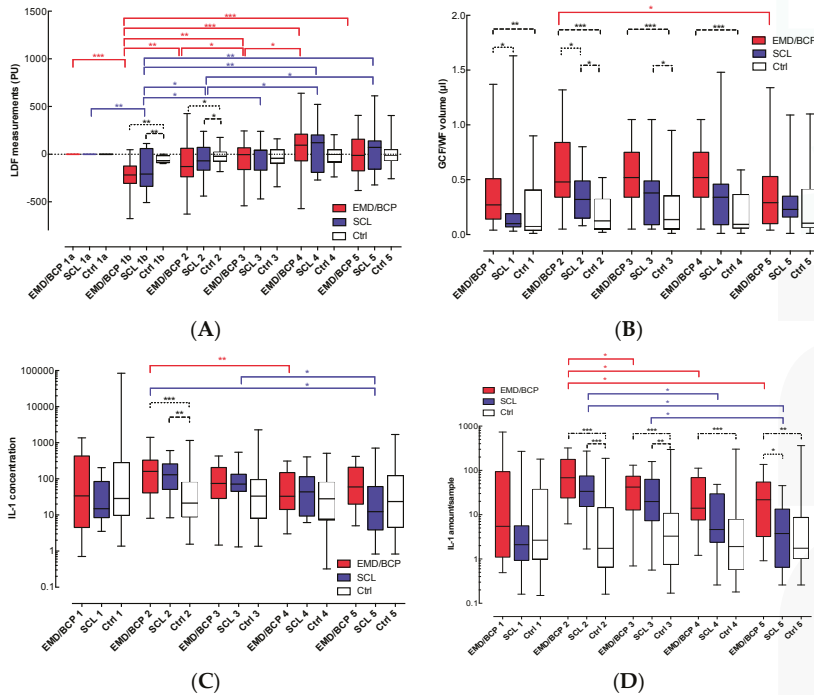 LDF measurements (PU)
1500
1000
500
0
-500
***
***
***
**
*
*
**
**
**
*
*
*
*
**
**
*
*
EMD/BCP
SCL
Ctrl
EMD/BCP 1a
SCL 1a
Ctrl 1a
EMD/BCP 1b
SCL 1b
Ctrl 1b
EMD/BCP 2
SCL 2
Ctrl 2
EMD/BCP 3
SCL 3
Ctrl 3
EMD/BCP 4
SCL 4
Ctrl 4
EMD/BCP 5
SCL 5
Ctrl 5
(A)
GCF/WF volume (µl)
2.0
1.5
1.0
0.5
0.0
*
**
*
***
*
*
***
*
***
EMD/BCP
SCL
Ctrl
EMD/BCP 1
SCL 1
Ctrl 1
EMD/BCP 2
SCL 2
Ctrl 2
EMD/BCP 3
SCL 3
Ctrl 3
EMD/BCP 4
SCL 4
Ctrl 4
EMD/BCP 5
SCL 5
Ctrl 5
(B)
IL-1 concentration
100000
10000
1000
100
10
1
0.1
**
*
*
***
**
EMD/BCP
SCL
Ctrl
EMD/BCP 1
SCL 1
Ctrl 1
EMD/BCP 2
SCL 2
Ctrl 2
EMD/BCP 3
SCL 3
Ctrl 3
EMD/BCP 4
SCL 4
Ctrl 4
EMD/BCP 5
SCL 5
Ctrl 5
(C)
IL-1 amount/sample
100000
10000
1000
100
10
1
0.1
*
*
*
*
*
*
***
***
***
**
***
**
*
EMD/BCP
SCL
Ctrl
EMD/BCP 1
SCL 1
Ctrl 1
EMD/BCP 2
SCL 2
Ctrl 2
EMD/BCP 3
SCL 3
Ctrl 3
EMD/BCP 4
SCL 4
Ctrl 4
EMD/BCP 5
SCL 5
Ctrl 5
(D)